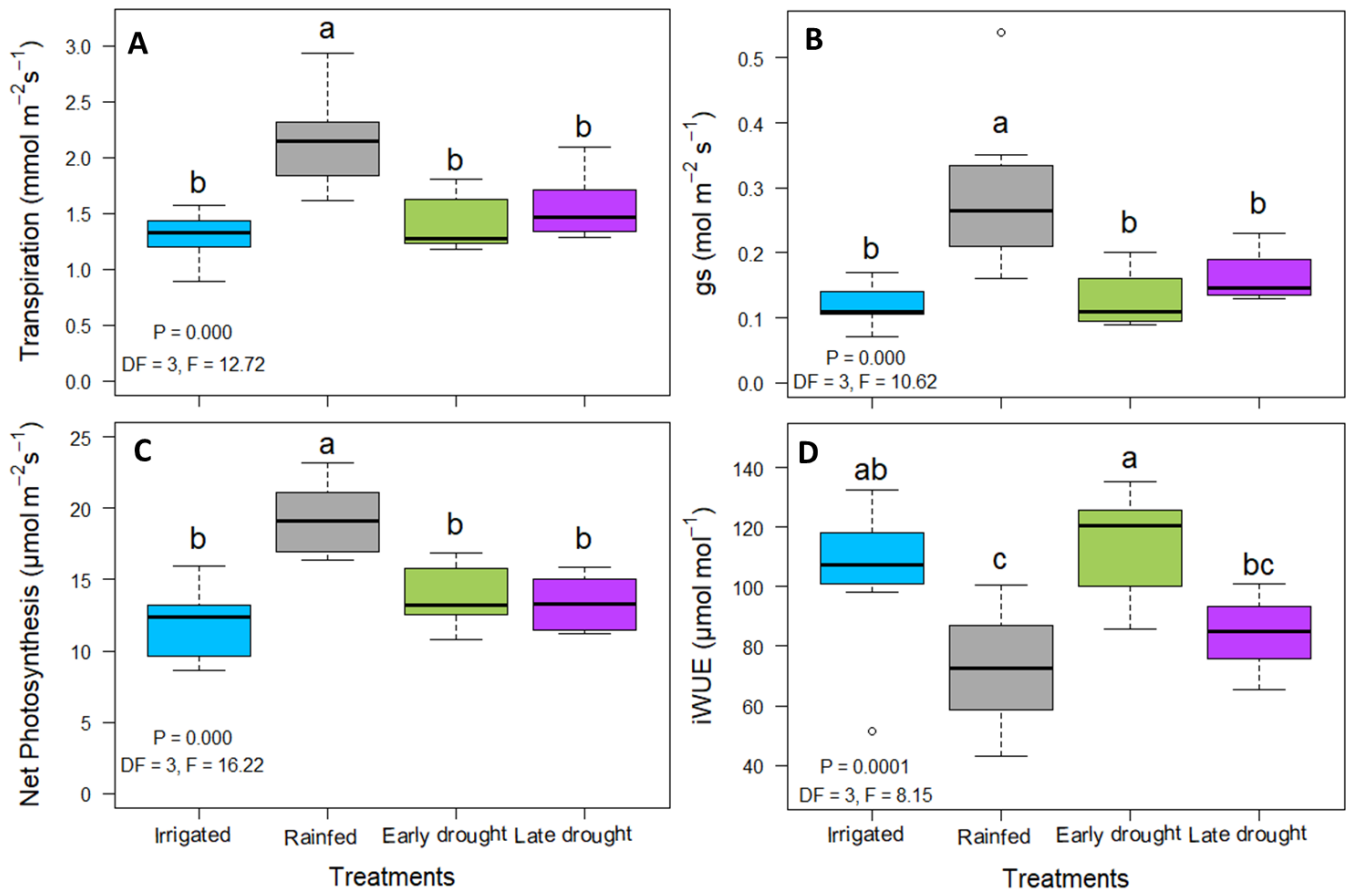 A
a
b
b
b
3.0
2.5
2.0
1.5
1.0
0.5
0.0
Transpiration (mmol m−2s−1)
P = 0.000
DF = 3, F = 12.72
B
a
b
b
b
0.5
0.4
0.3
0.2
0.1
0.0
gs (mol m−2 s−1)
P = 0.000
DF = 3, F = 10.62
C
a
b
b
b
25
20
15
10
5
0
Net Photosynthesis (μmol m−2s−1)
P = 0.000
DF = 3, F = 16.22
Irrigated Rainfed Early drought Late drought
Treatments
D
ab
c
a
bc
140
120
100
80
60
40
iWUE (μmol mol−1)
P = 0.0001
DF = 3, F = 8.15
Irrigated Rainfed Early drought Late drought
Treatments